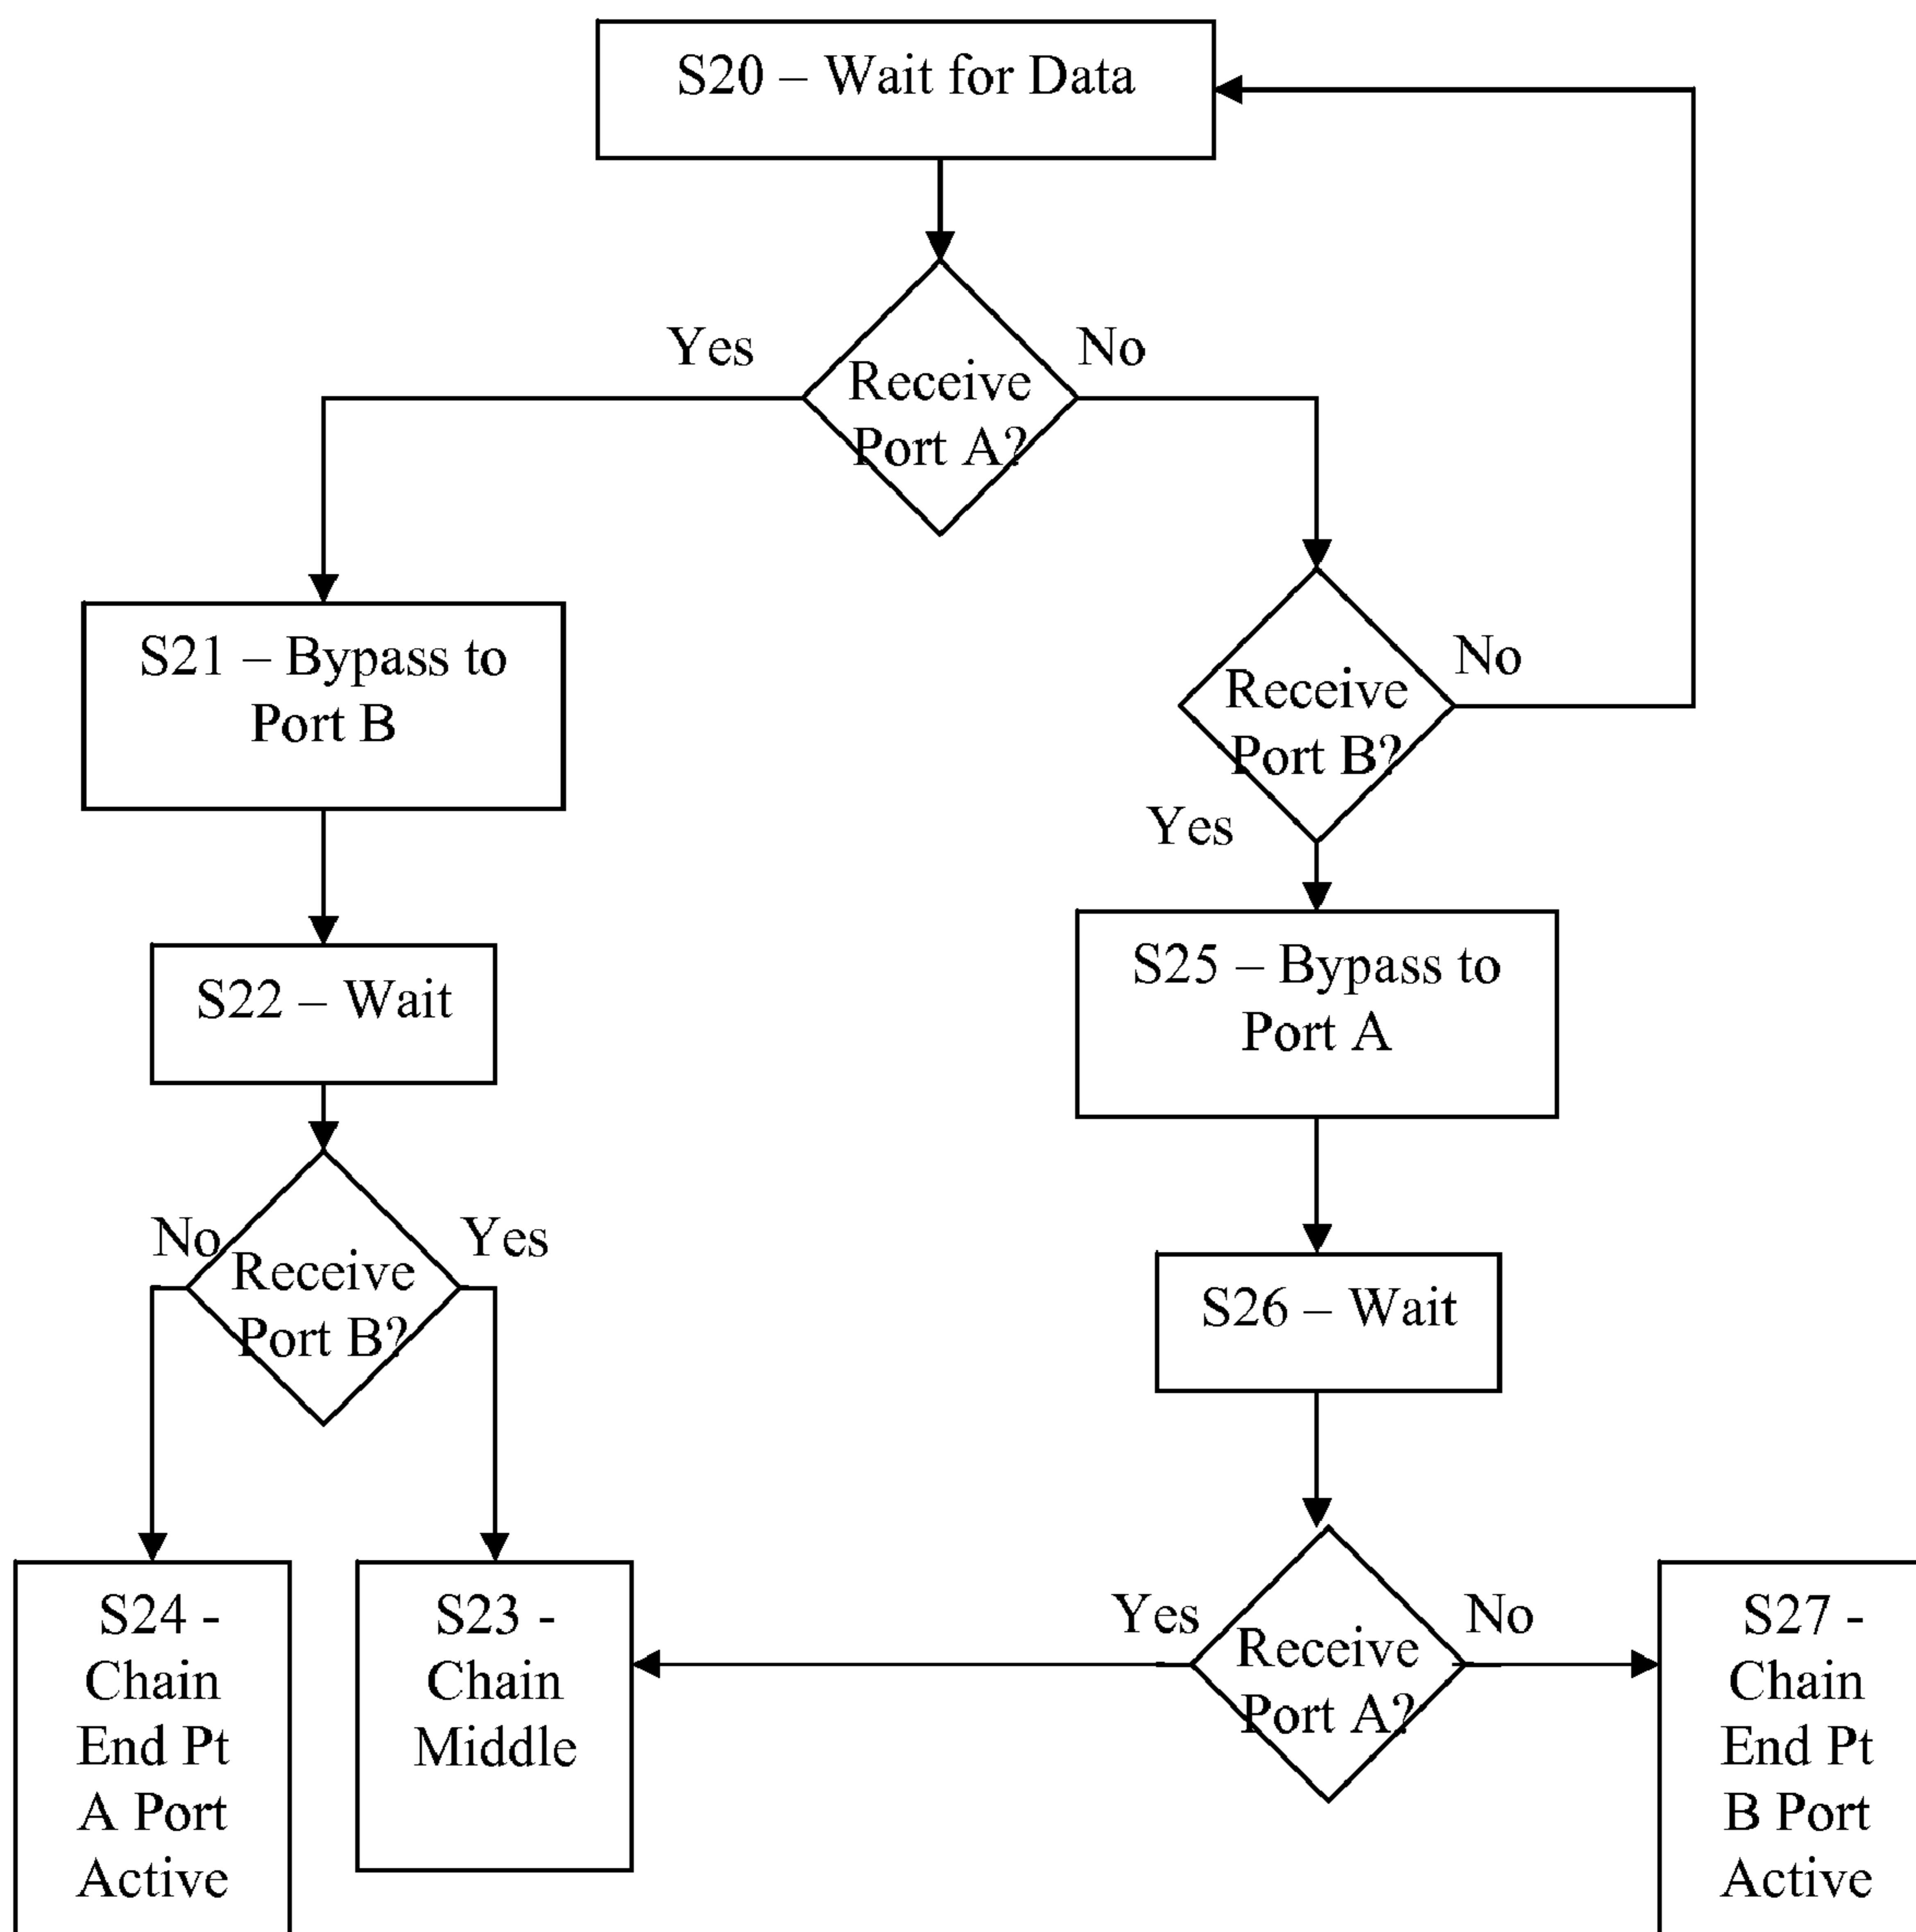 S20 – Wait for Data
Yes
No
Receive
Port A?
S21 – Bypass to
Port B
No
Receive
Port B?
Yes
S22 – Wait
S25 – Bypass to
Port A
No
Yes
Receive
Port B?
S26 – Wait
S24 -
Chain
End Pt
A Port
Active
S23 -
Chain
Middle
Yes
No
Receive
Port A?
S27 -
Chain
End Pt
B Port
Active